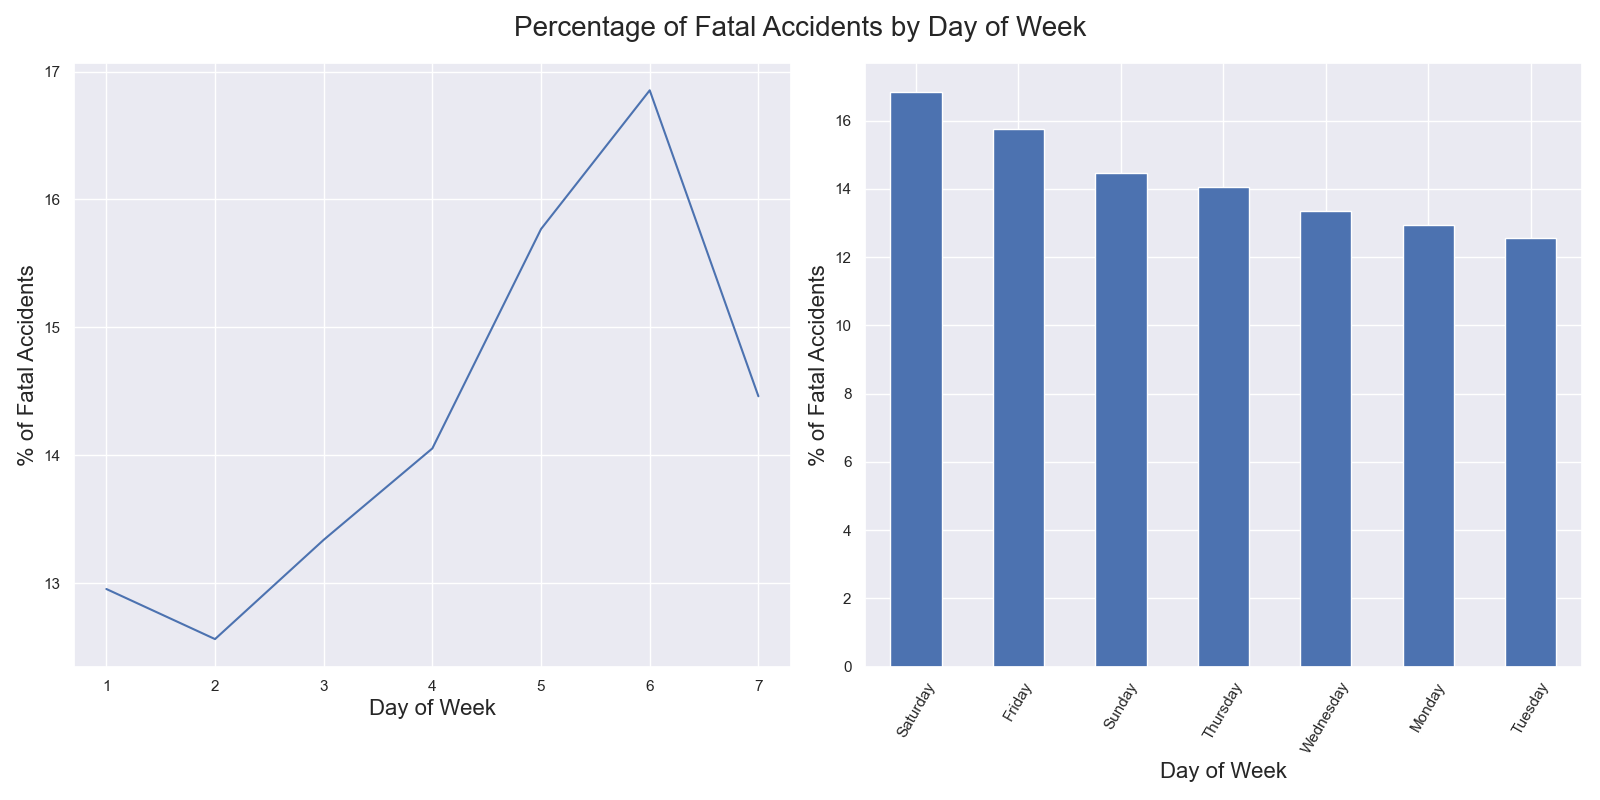 Percentage of Fatal Accidents by Day of Week
% of Fatal Accidents
17
16
15
14
13
1 2 3 4 5 6 7
Day of Week
% of Fatal Accidents
16
14
12
10
8
6
4
2
0
Saturday Friday Sunday Thursday Wednesday Monday Tuesday
Day of Week